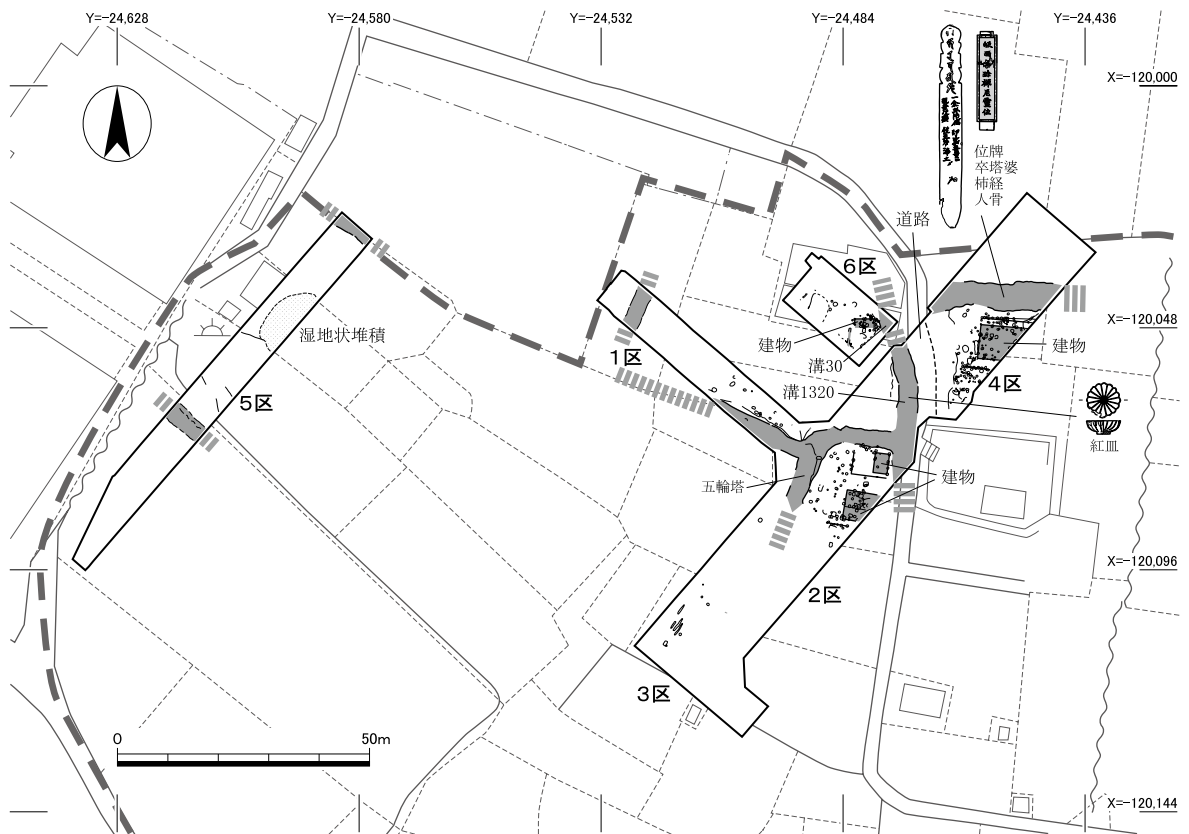 Y=-24,628
Y=-24,580
Y=-24,532
Y=-24,484
Y=-24,436
X=-120,000
位牌
卒塔婆
柿経
人骨
道路
6区
X=-120,048
湿地状堆積
建物
建物
1区
溝30
4区
溝1320
5区
紅皿
五輪塔
建物
X=-120,096
2区
3区
0
50m
X=-120,144